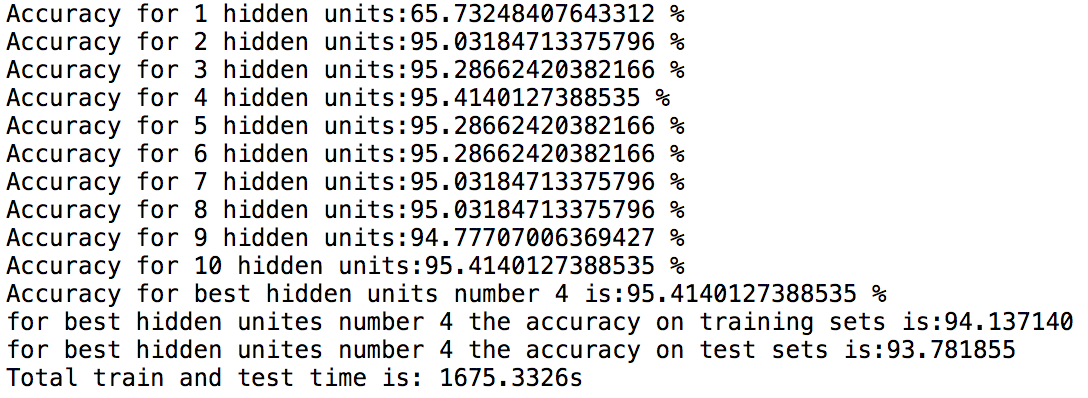 Accuracy for 1 hidden units:65.73248407643312 %
Accuracy for 2 hidden units:95.03184713375796 %
Accuracy for 3 hidden units:95.28662420382166 %
Accuracy for 4 hidden units:95.4140127388535 %
Accuracy for 5 hidden units:95.28662420382166 %
Accuracy for 6 hidden units:95.28662420382166 %
Accuracy for 7 hidden units:95.03184713375796 %
Accuracy for 8 hidden units:95.03184713375796 %
Accuracy for 9 hidden units:94.77707006369427 %
Accuracy for 10 hidden units:95.4140127388535 %
Accuracy for best hidden units number 4 is:95.4140127388535 %
for best hidden unites number 4 the accuracy on training sets is:94.137140
for best hidden unites number 4 the accuracy on test sets is:93.781855
Total train and test time is: 1675.3326s